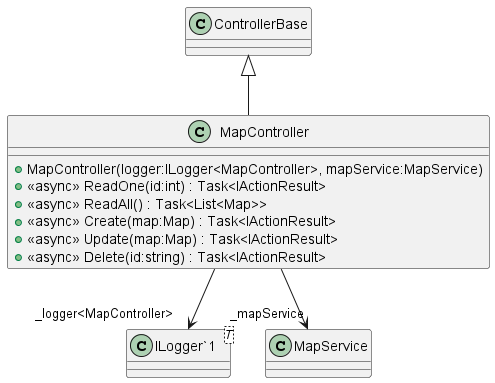 C ControllerBase
C MapController
MapController(logger:ILogger<MapController>, mapService:MapService)
«async» ReadOne(id:int) : Task<IActionResult>
«async» ReadAll() : Task<List<Map>>
«async» Create(map:Map) : Task<IActionResult>
«async» Update(map:Map) : Task<IActionResult>
«async» Delete(id:string) : Task<IActionResult>
_logger<MapController>
_mapService
C ILogger`1
T
C MapService